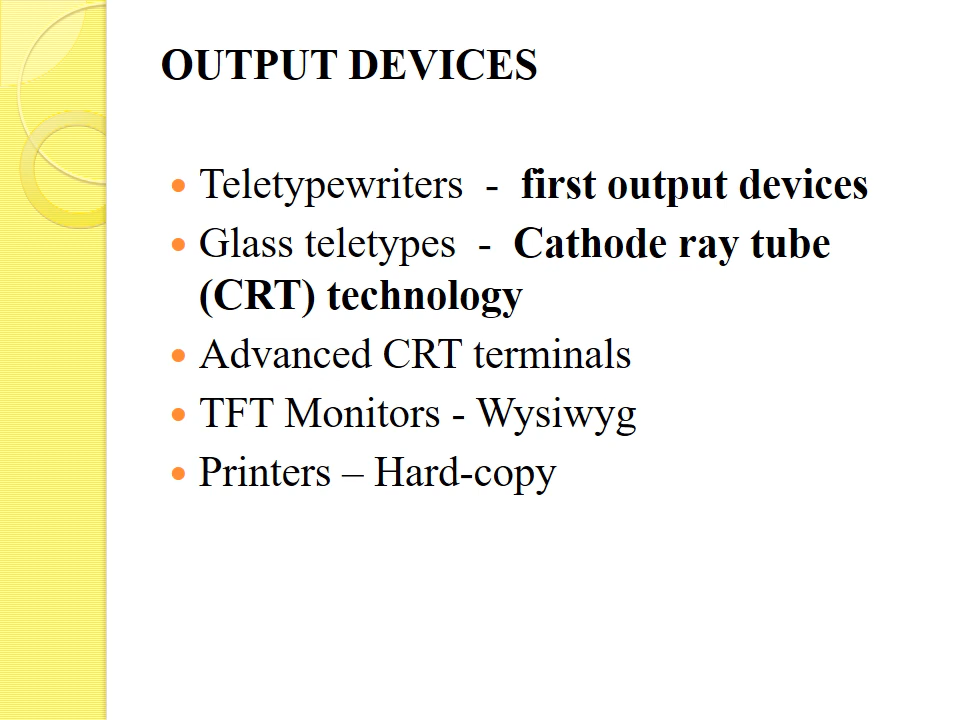 OUTPUT DEVICES
• Teletypewriters - first output devices
• Glass teletypes - Cathode ray tube
(CRT) technology
• Advanced CRT terminals
• TFT Monitors - Wysiwyg
• Printers – Hard-copy